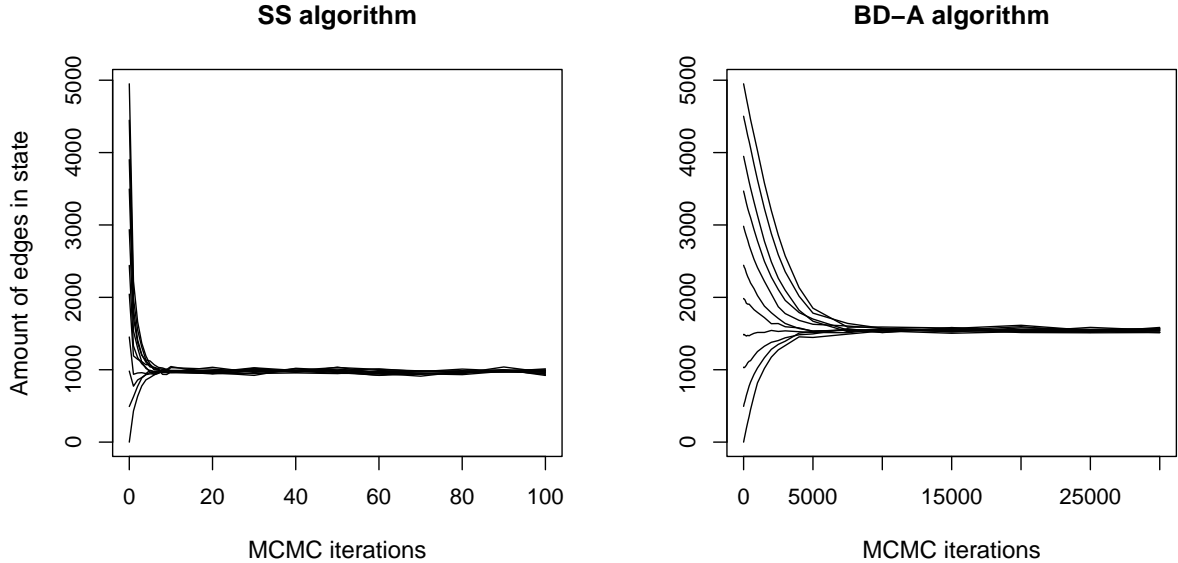 SS algorithm
Amount of edges in state
5000
4000
3000
2000
1000
0
0 20 40 60 80 100
MCMC iterations
BD−A algorithm
5000
4000
3000
2000
1000
0
0 5000 15000 25000
MCMC iterations